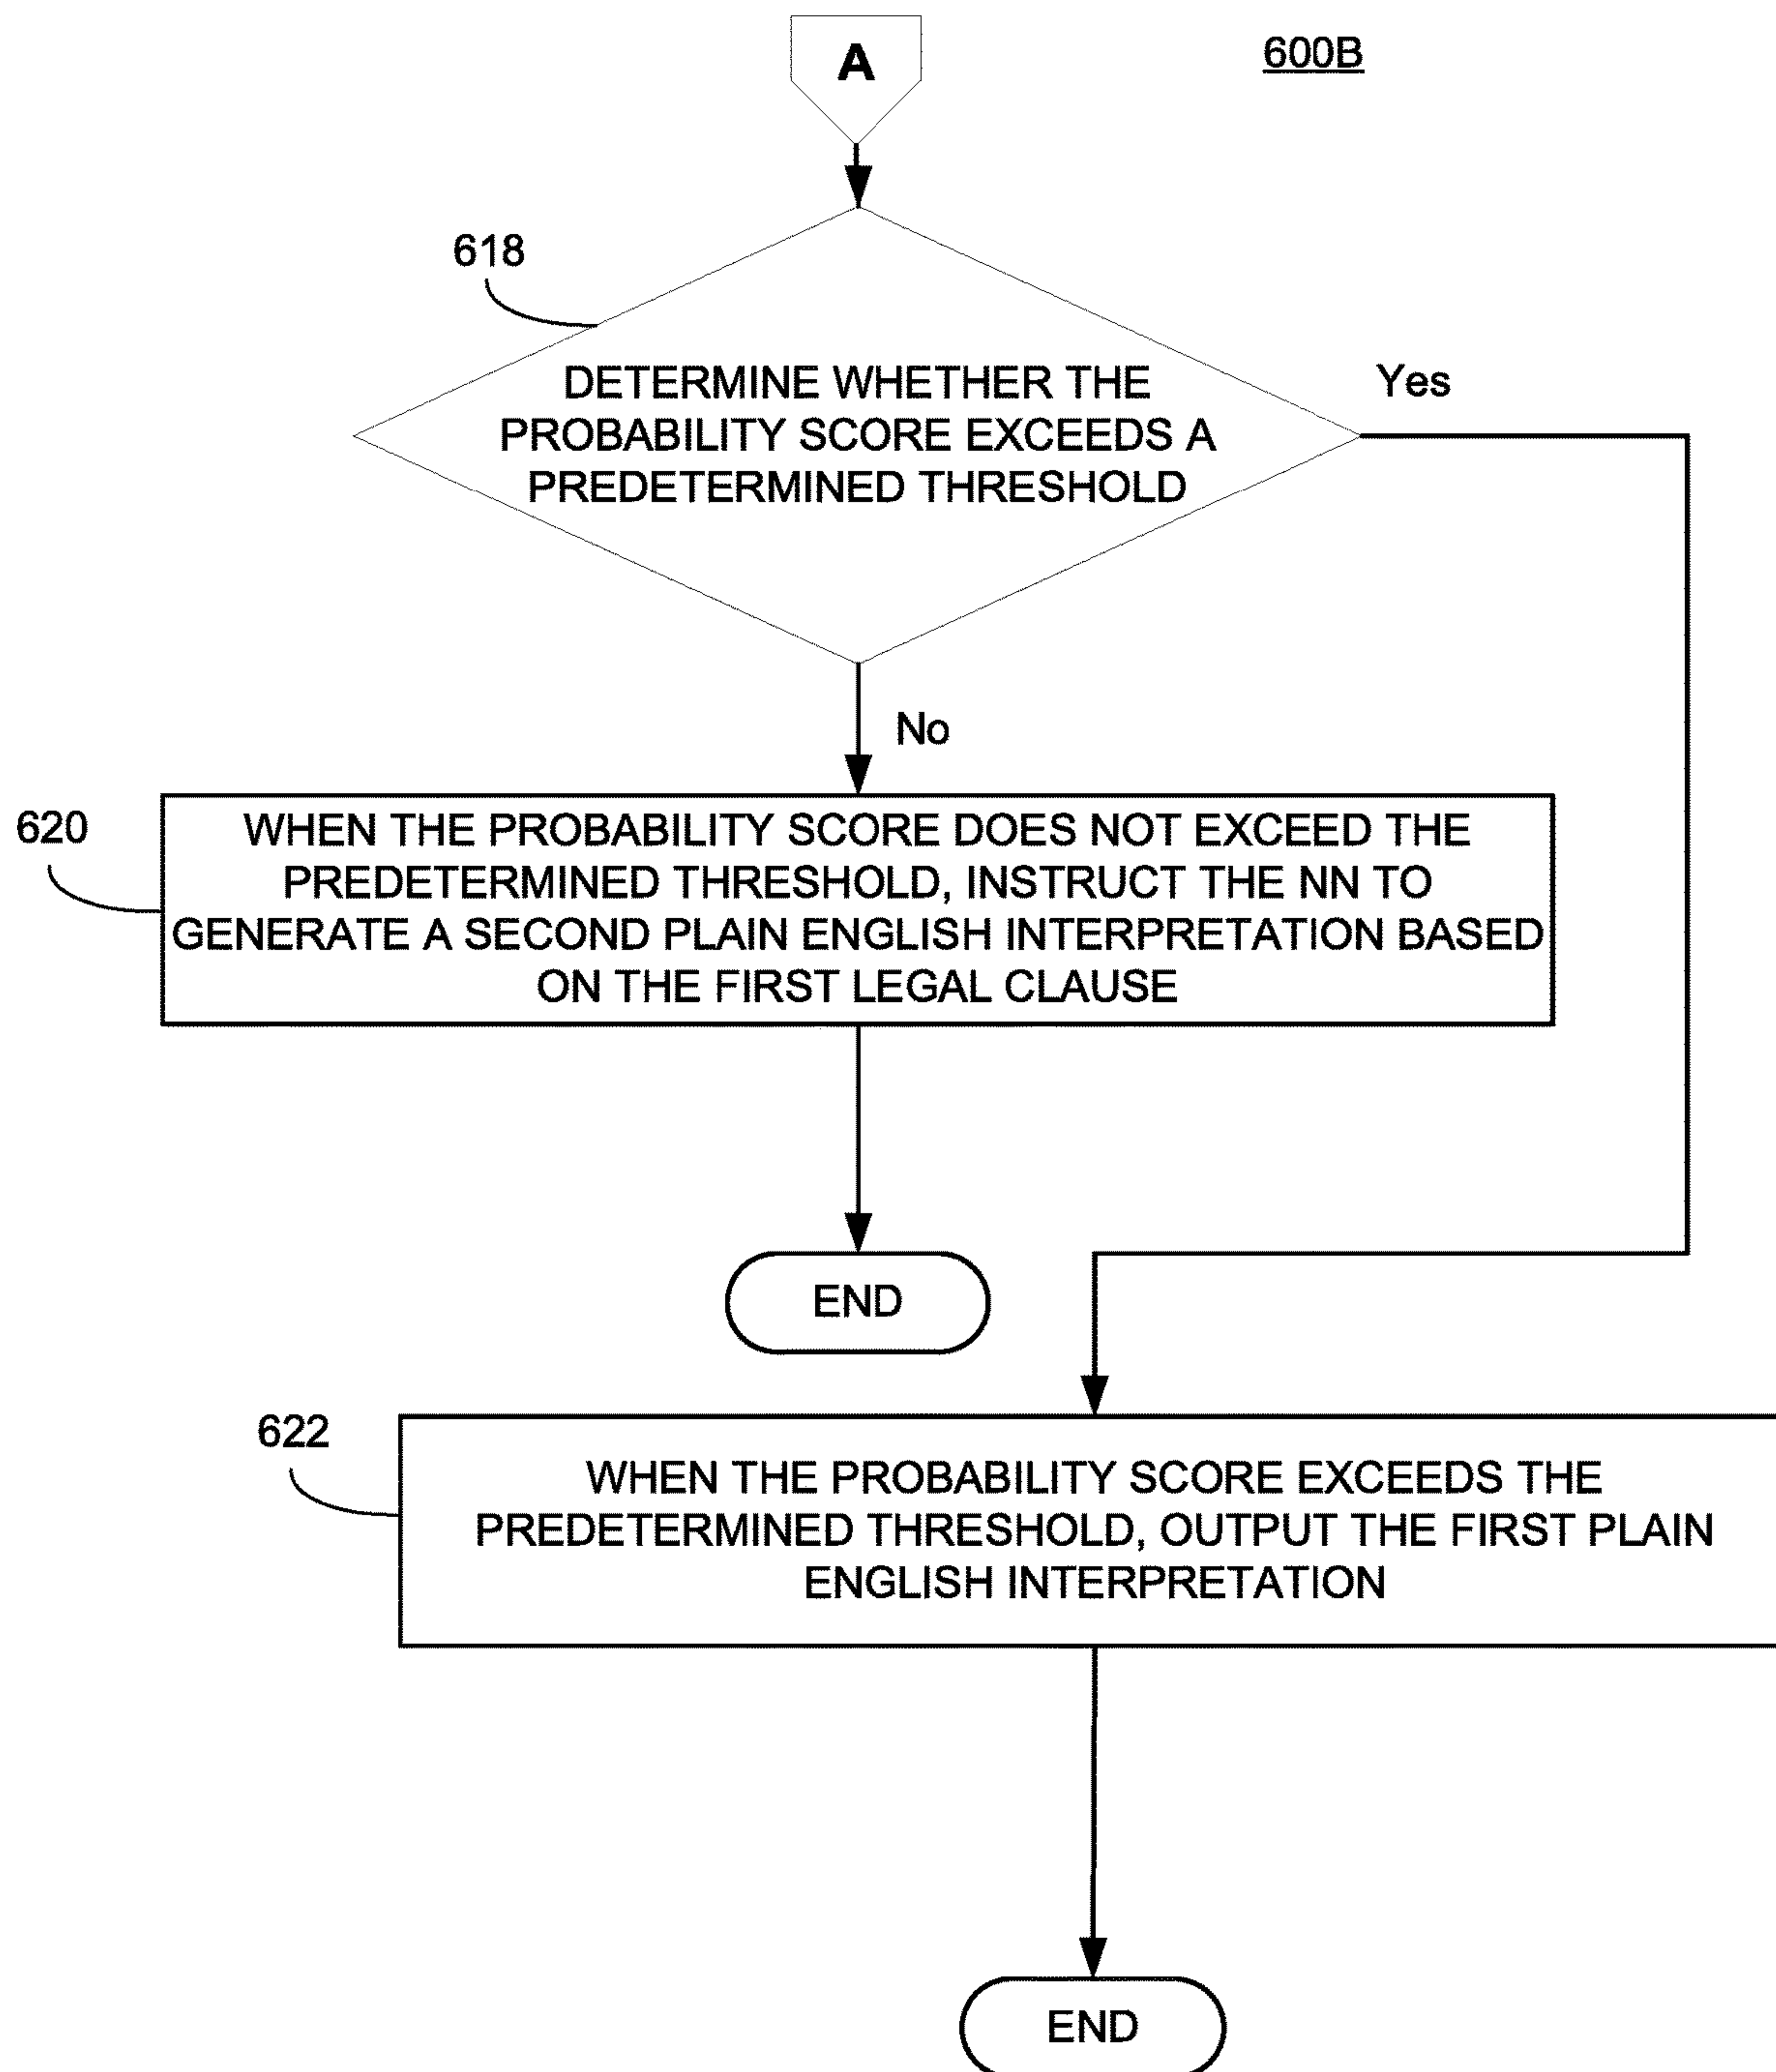 A
600B
618
DETERMINE WHETHER THE
PROBABILITY SCORE EXCEEDS A
PREDETERMINED THRESHOLD
Yes
No
620
WHEN THE PROBABILITY SCORE DOES NOT EXCEED THE
PREDETERMINED THRESHOLD, INSTRUCT THE NN TO
GENERATE A SECOND PLAIN ENGLISH INTERPRETATION BASED
ON THE FIRST LEGAL CLAUSE
END
622
WHEN THE PROBABILITY SCORE EXCEEDS THE
PREDETERMINED THRESHOLD, OUTPUT THE FIRST PLAIN
ENGLISH INTERPRETATION
END